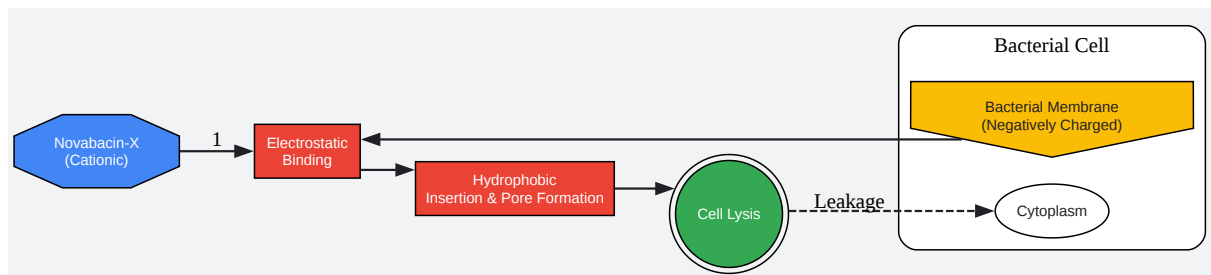 Novabacin-X
(Cationic)
1
Electrostatic
Binding
Hydrophobic
Insertion & Pore Formation
Cell Lysis
Leakage
Bacterial Cell
Bacterial Membrane
(Negatively Charged)
Cytoplasm